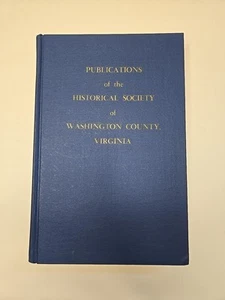 PUBLICATIONS
of the
HISTORICAL SOCIETY
of
WASHINGTON COUNTY
VIRGINIA